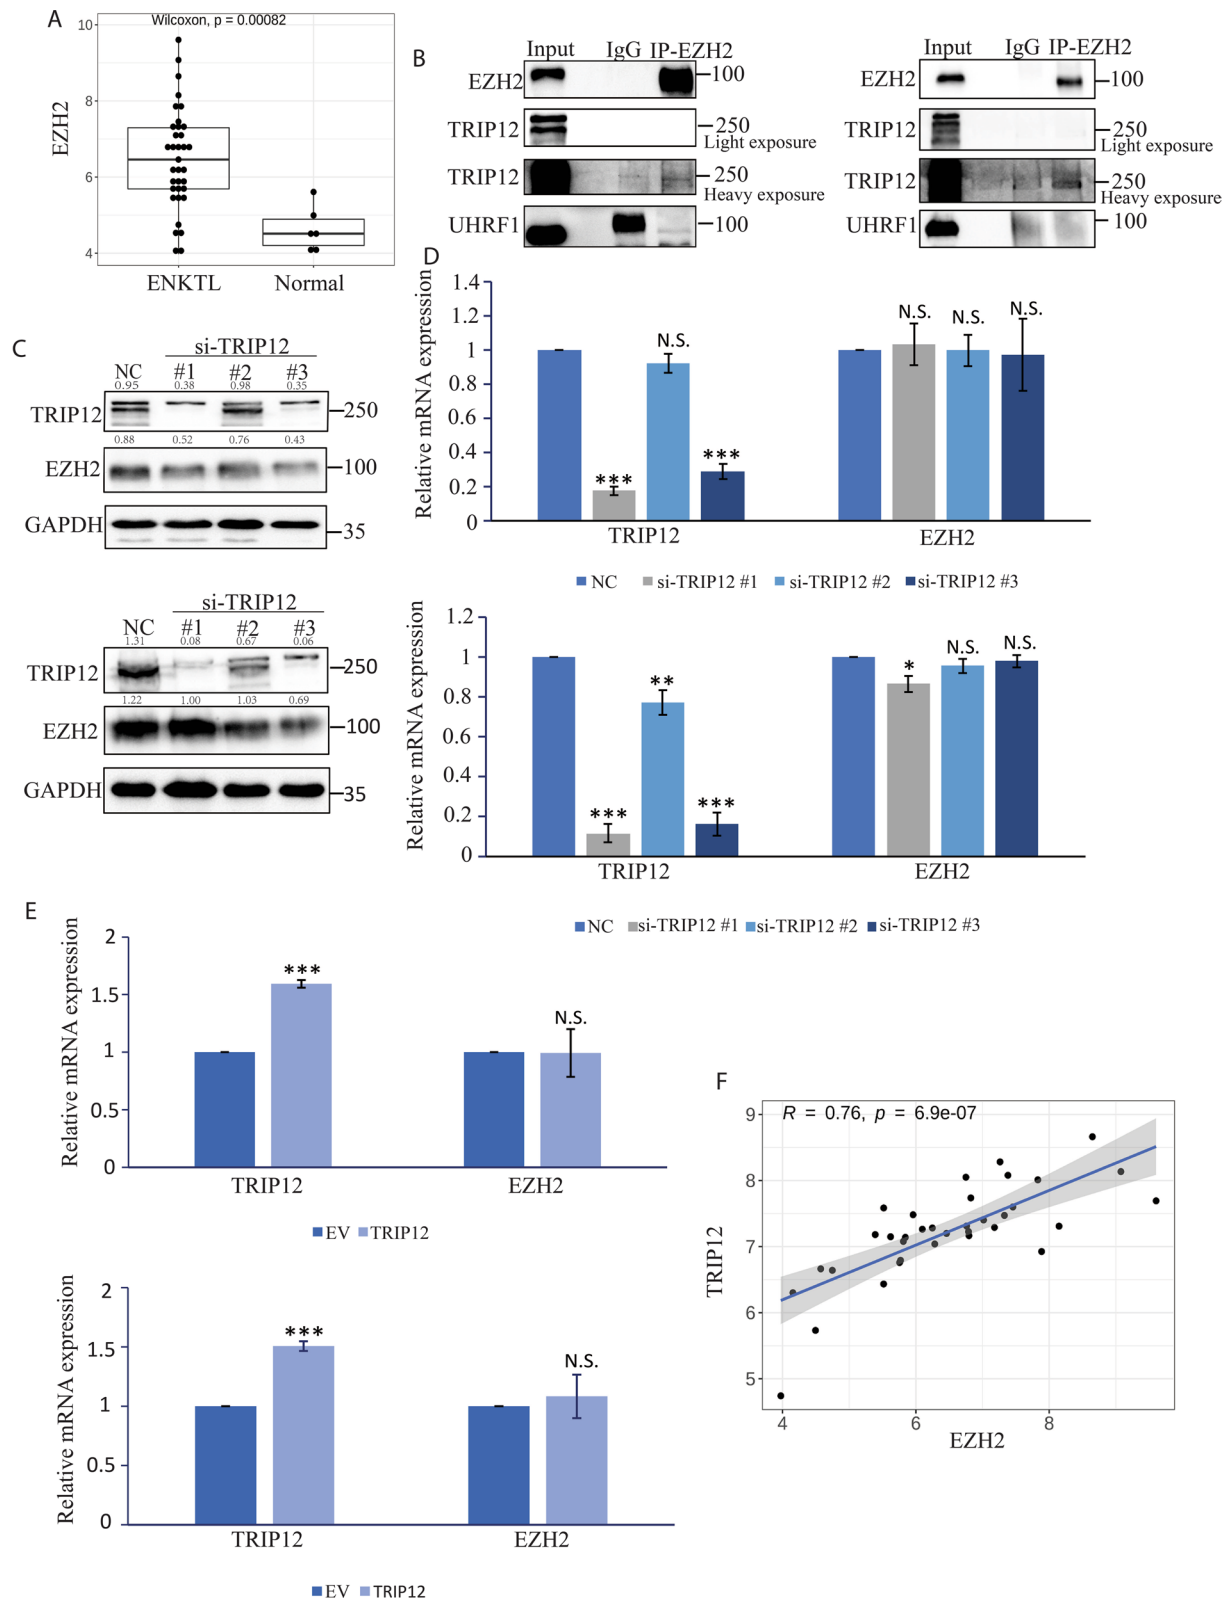 A
Wilcoxon, p = 0.00082
EZH2
10
8
6
4
ENKTL Normal
B
Input IgG IP-EZH2
EZH2 100
TRIP12 250
Light exposure
TRIP12 250
Heavy exposure
UHRF1 100
Input IgG IP-EZH2
EZH2 100
TRIP12 250
Light exposure
TRIP12 250
Heavy exposure
UHRF1 100
C
si-TRIP12
NC #1 #2 #3
0.95 0.38 0.98 0.35
TRIP12 250
0.88 0.52 0.76 0.43
EZH2 100
GAPDH 35
si-TRIP12
NC #1 #2 #3
1.31 0.08 0.67 0.06
TRIP12 250
1.22 1.00 1.03 0.69
EZH2 100
GAPDH 35
D
Relative mRNA expression
1.4
1.2
1
0.8
0.6
0.4
0.2
0
*** N.S. *** N.S. N.S. N.S.
TRIP12 EZH2
NC si-TRIP12 #1 si-TRIP12 #2 si-TRIP12 #3
Relative mRNA expression
1.2
1
0.8
0.6
0.4
0.2
0
*** ** *** * N.S. N.S.
TRIP12 EZH2
NC si-TRIP12 #1 si-TRIP12 #2 si-TRIP12 #3
E
Relative mRNA expression
2
1.5
1
0.5
0
*** N.S.
TRIP12 EZH2
EV TRIP12
Relative mRNA expression
2
1.5
1
0.5
0
*** N.S.
TRIP12 EZH2
EV TRIP12
F
R = 0.76, p = 6.9e-07
TRIP12
9
8
7
6
5
4 6 8
EZH2